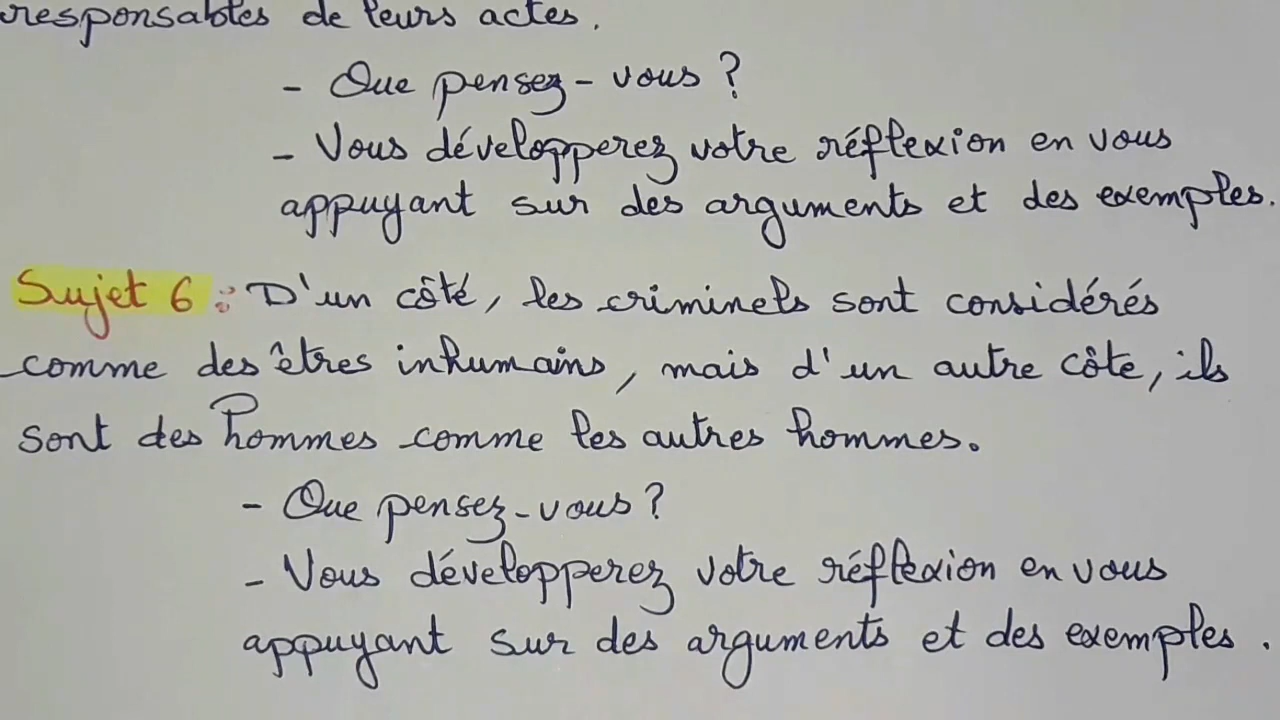 responsables de leurs actes.
- Que pensez-vous ?
- Vous développerez votre réflexion en vous
appuyant sur des arguments et des exemples.
Sujet 6 : D'un côté, les criminels sont considérés
comme des êtres inhumains, mais d'un autre côte, ils
sont des hommes comme les autres hommes.
- Que pensez-vous ?
- Vous développerez votre réflexion en vous
appuyant sur des arguments et des exemples.